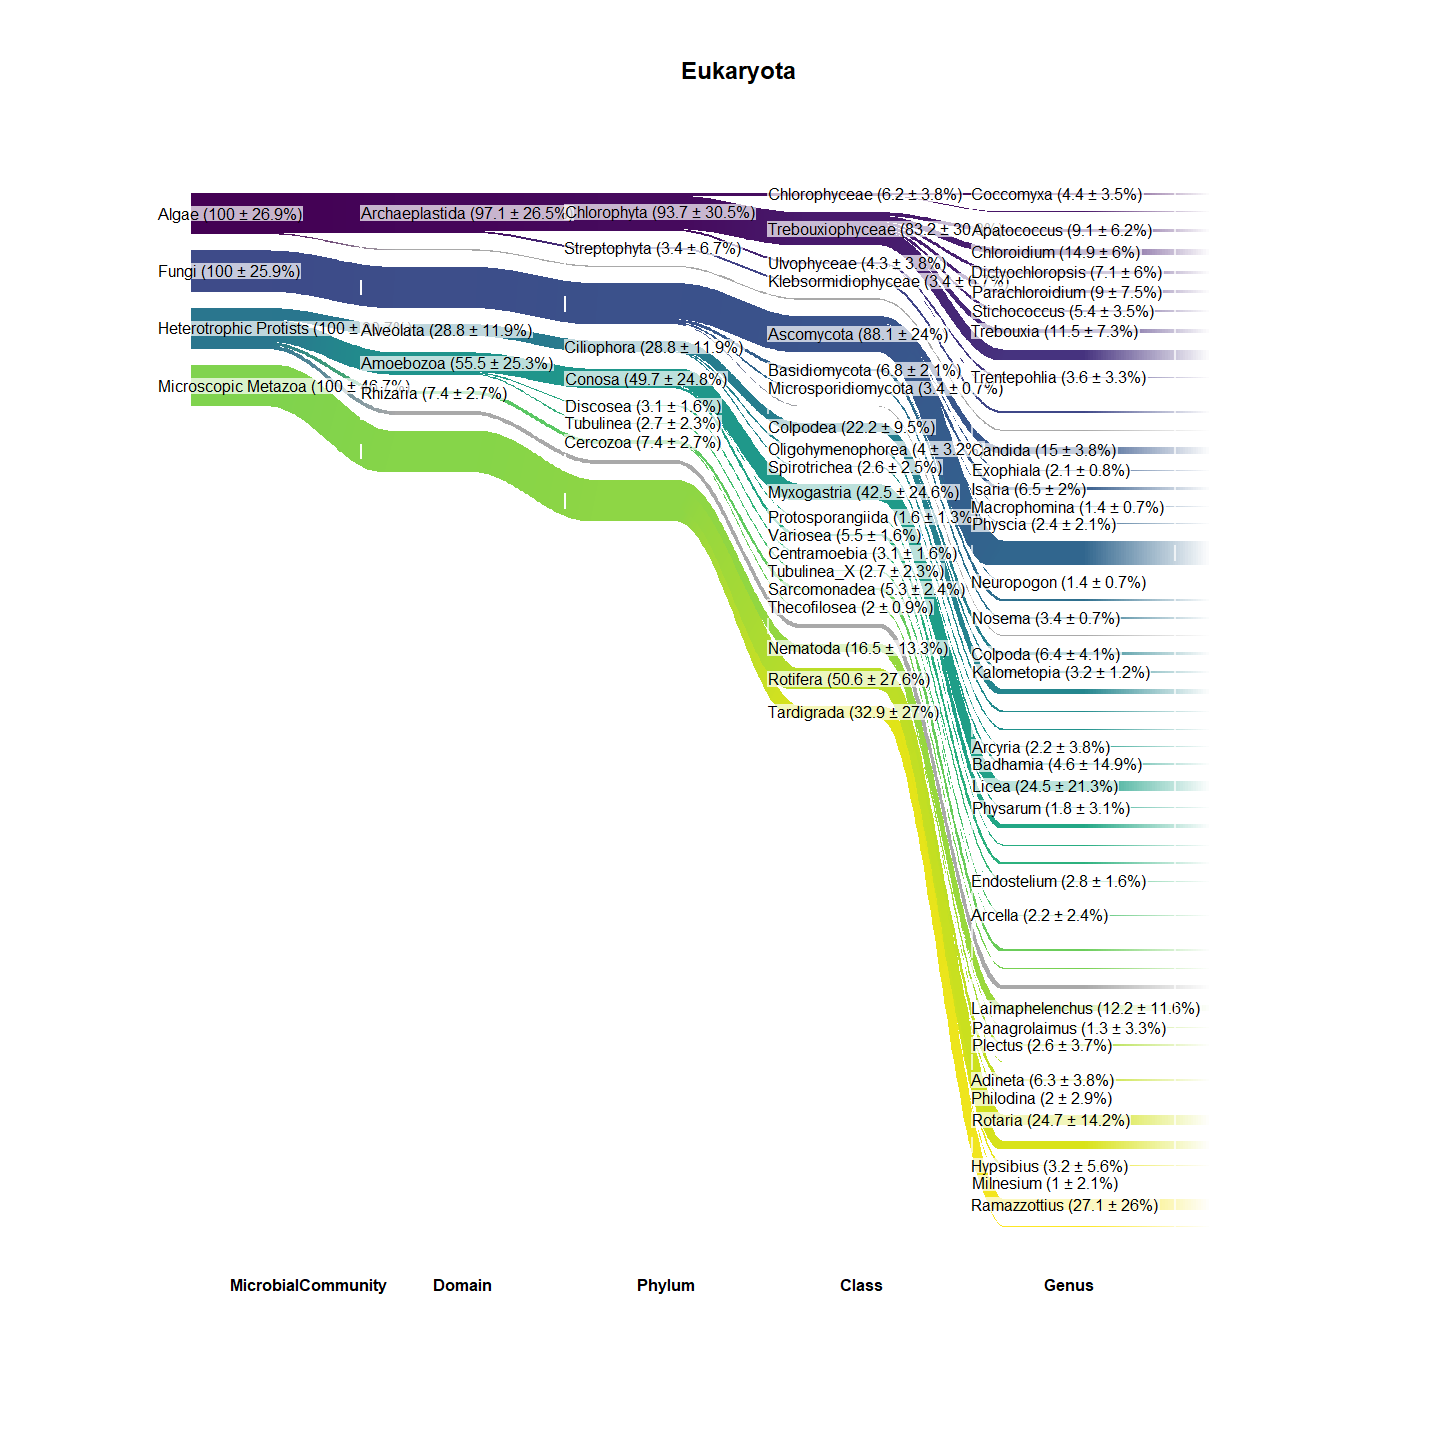 Eukaryota
Algae (100 ± 26.9%)
Fungi (100 ± 25.9%)
Heterotrophic Protists (100 ±
Microscopic Metazoa (100 ± 46.7%)
Archaeplastida (97.1 ± 26.5%)
Alveolata (28.8 ± 11.9%)
Amoebozoa (55.5 ± 25.3%)
Rhizaria (7.4 ± 2.7%)
Chlorophyta (93.7 ± 30.5%)
Streptophyta (3.4 ± 6.7%)
Ciliophora (28.8 ± 11.9%)
Conosa (49.7 ± 24.8%)
Discosea (3.1 ± 1.6%)
Tubulinea (2.7 ± 2.3%)
Cercozoa (7.4 ± 2.7%)
Chlorophyceae (6.2 ± 3.8%)
Trebouxiophyceae (83.2 ± 30
Ulvophyceae (4.3 ± 3.8%)
Klebsormidiophyceae (3.4 ± 6.7%)
Ascomycota (88.1 ± 24%)
Basidiomycota (6.8 ± 2.1%)
Microsporidiomycota (3.4 ± 0.7%)
Colpodea (22.2 ± 9.5%)
Oligohymenophorea (4 ± 3.2%
Spirotrichea (2.6 ± 2.5%)
Myxogastria (42.5 ± 24.6%)
Protosporangiida (1.6 ± 1.3%
Variosea (5.5 ± 1.6%)
Centramoebia (3.1 ± 1.6%)
Tubulinea_X (2.7 ± 2.3%)
Sarcomonadea (5.3 ± 2.4%)
Thecofilosea (2 ± 0.9%)
Nematoda (16.5 ± 13.3%)
Rotifera (50.6 ± 27.6%)
Tardigrada (32.9 ± 27%)
Coccomyxa (4.4 ± 3.5%)
Apatococcus (9.1 ± 6.2%)
Chloroidium (14.9 ± 6%)
Dictyochloropsis (7.1 ± 6%)
Parachloroidium (9 ± 7.5%)
Stichococcus (5.4 ± 3.5%)
Trebouxia (11.5 ± 7.3%)
Trentepohlia (3.6 ± 3.3%)
Candida (15 ± 3.8%)
Exophiala (2.1 ± 0.8%)
Isaria (6.5 ± 2%)
Macrophomina (1.4 ± 0.7%)
Physcia (2.4 ± 2.1%)
Neuropogon (1.4 ± 0.7%)
Nosema (3.4 ± 0.7%)
Colpoda (6.4 ± 4.1%)
Kalometopia (3.2 ± 1.2%)
Arcyria (2.2 ± 3.8%)
Badhamia (4.6 ± 14.9%)
Licea (24.5 ± 21.3%)
Physarum (1.8 ± 3.1%)
Endostelium (2.8 ± 1.6%)
Arcella (2.2 ± 2.4%)
Laimaphelenchus (12.2 ± 11.6%)
Panagrolaimus (1.3 ± 3.3%)
Plectus (2.6 ± 3.7%)
Adineta (6.3 ± 3.8%)
Philodina (2 ± 2.9%)
Rotaria (24.7 ± 14.2%)
Hypsibius (3.2 ± 5.6%)
Milnesium (1 ± 2.1%)
Ramazzottius (27.1 ± 26%)
MicrobialCommunity Domain Phylum Class Genus